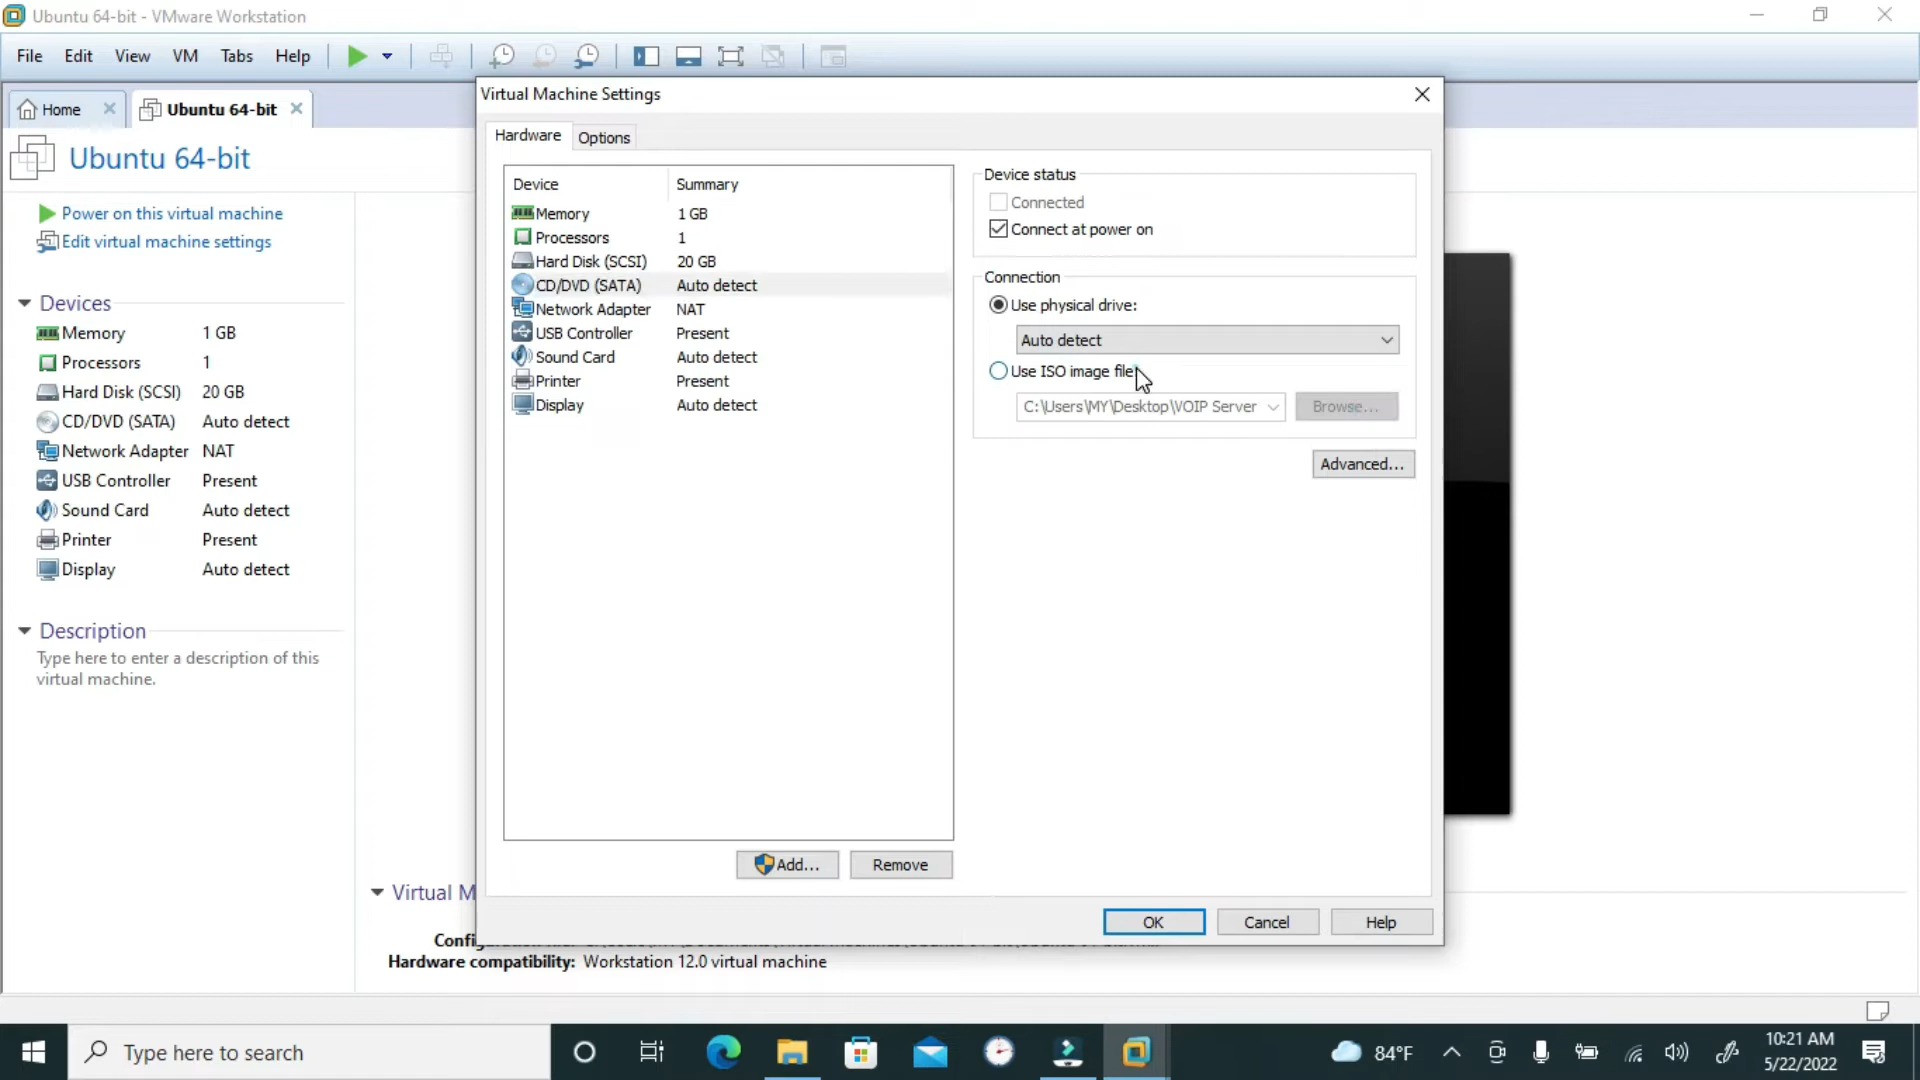 Ubuntu 64-bit - VMware Workstation
File Edit View VM Tabs Help
Home Ubuntu 64-bit
Ubuntu 64-bit
Power on this virtual machine
Edit virtual machine settings
Devices
Memory 1 GB
Processors 1
Hard Disk (SCSI) 20 GB
CD/DVD (SATA) Auto detect
Network Adapter NAT
USB Controller Present
Sound Card Auto detect
Printer Present
Display Auto detect
Description
Type here to enter a description of this
virtual machine.
Virtual Machine Settings
Hardware Options
Device Summary
Memory 1 GB
Processors 1
Hard Disk (SCSI) 20 GB
CD/DVD (SATA) Auto detect
Network Adapter NAT
USB Controller Present
Sound Card Auto detect
Printer Present
Display Auto detect
Add... Remove
Device status
Connected
Connect at power on
Connection
Use physical drive:
Auto detect
Use ISO image file
C:\Users\MY\Desktop\VOIP Server Browse...
Advanced...
OK Cancel Help
Virtual M
Hardware compatibility: Workstation 12.0 virtual machine
Type here to search
84°F
10:21 AM
5/22/2022